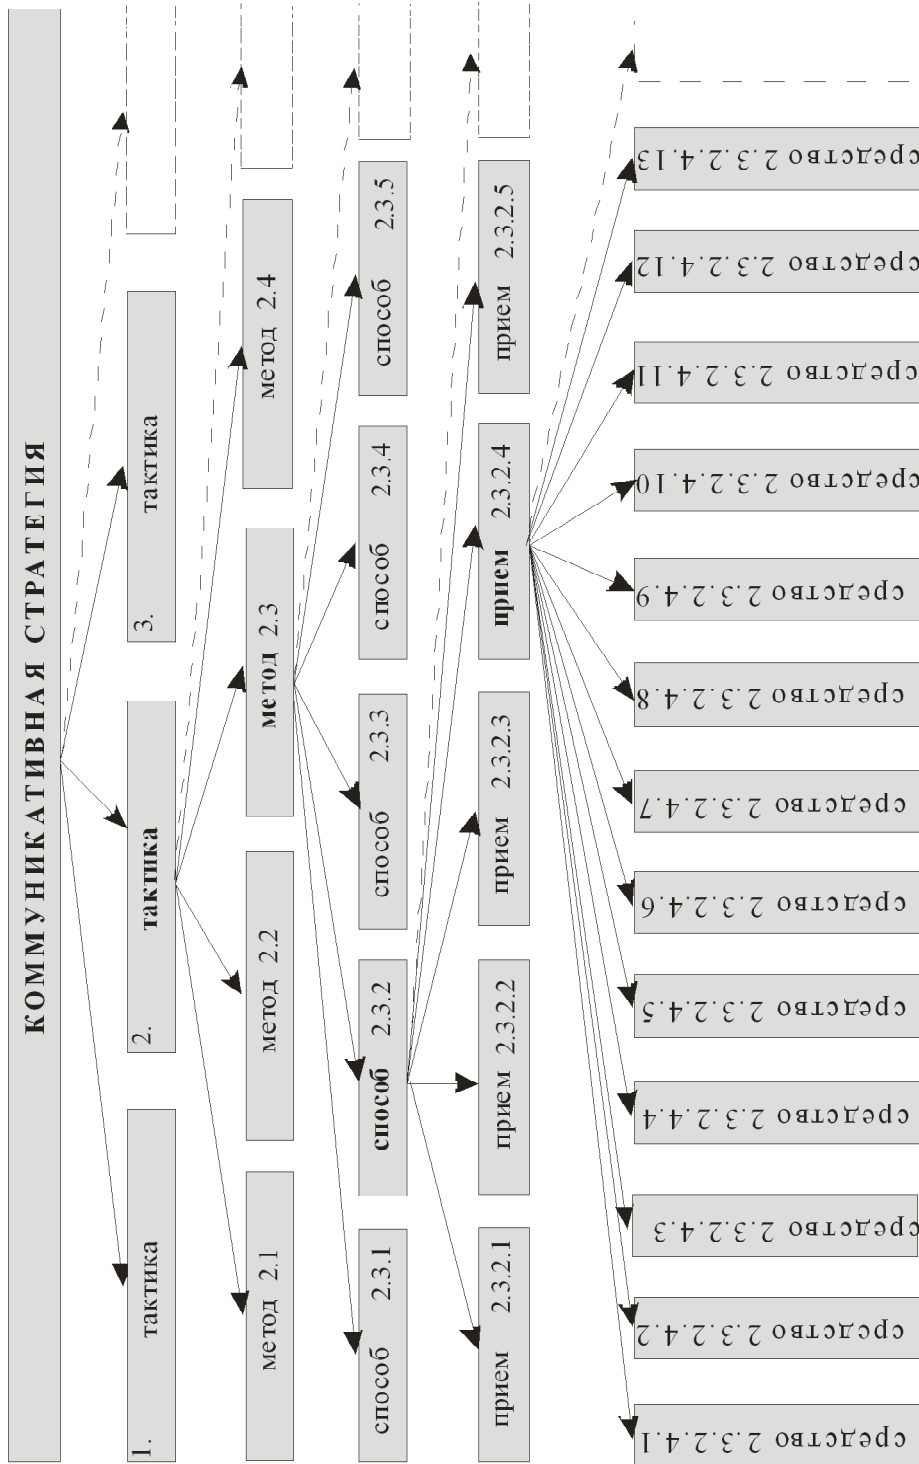 КОММУНИКАТИВНАЯ СТРАТЕГИЯ
1. тактика
2. тактика
3. тактика
метод 2.1
метод 2.2
метод 2.3
метод 2.4
способ 2.3.1
способ 2.3.2
способ 2.3.3
способ 2.3.4
способ 2.3.5
прием 2.3.2.1
прием 2.3.2.2
прием 2.3.2.3
прием 2.3.2.4
прием 2.3.2.5
средство 2.3.2.4.1
средство 2.3.2.4.2
средство 2.3.2.4.3
средство 2.3.2.4.4
средство 2.3.2.4.5
средство 2.3.2.4.6
средство 2.3.2.4.7
средство 2.3.2.4.8
средство 2.3.2.4.9
средство 2.3.2.4.10
средство 2.3.2.4.11
средство 2.3.2.4.12
средство 2.3.2.4.13